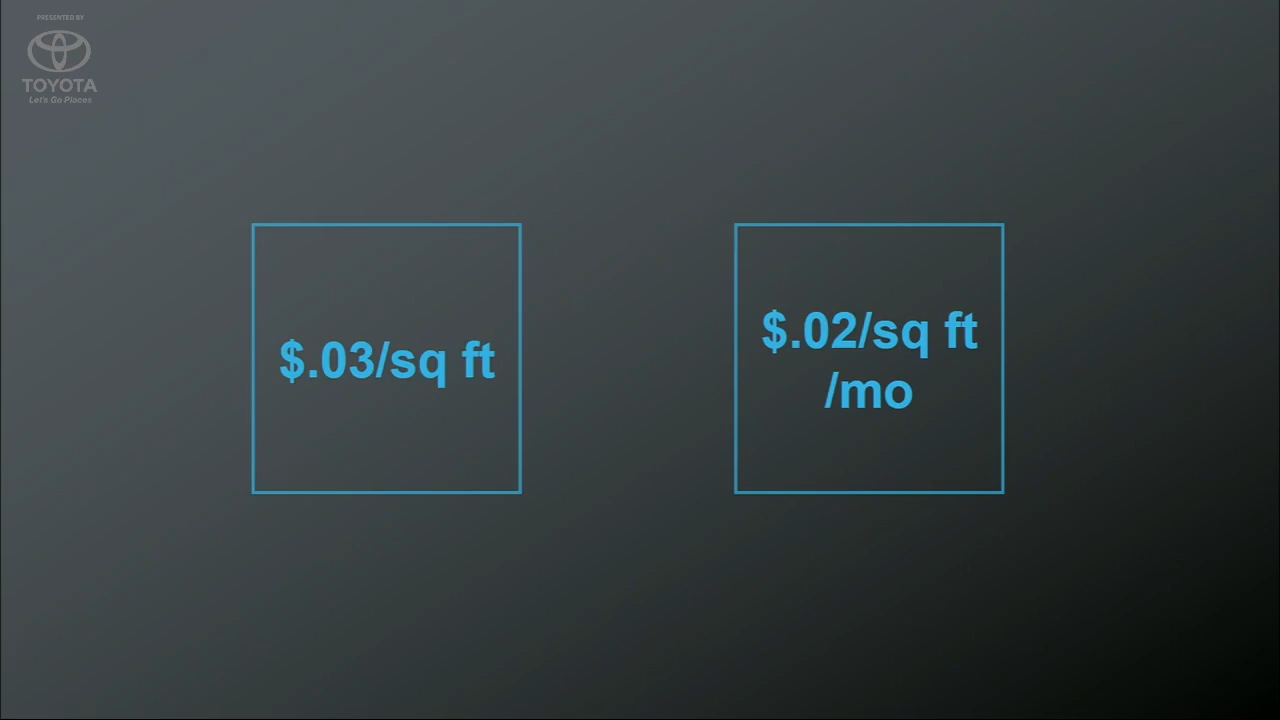 PRESENTED BY
TOYOTA
Let's Go Places
$.03/sq ft
$.02/sq ft
/mo